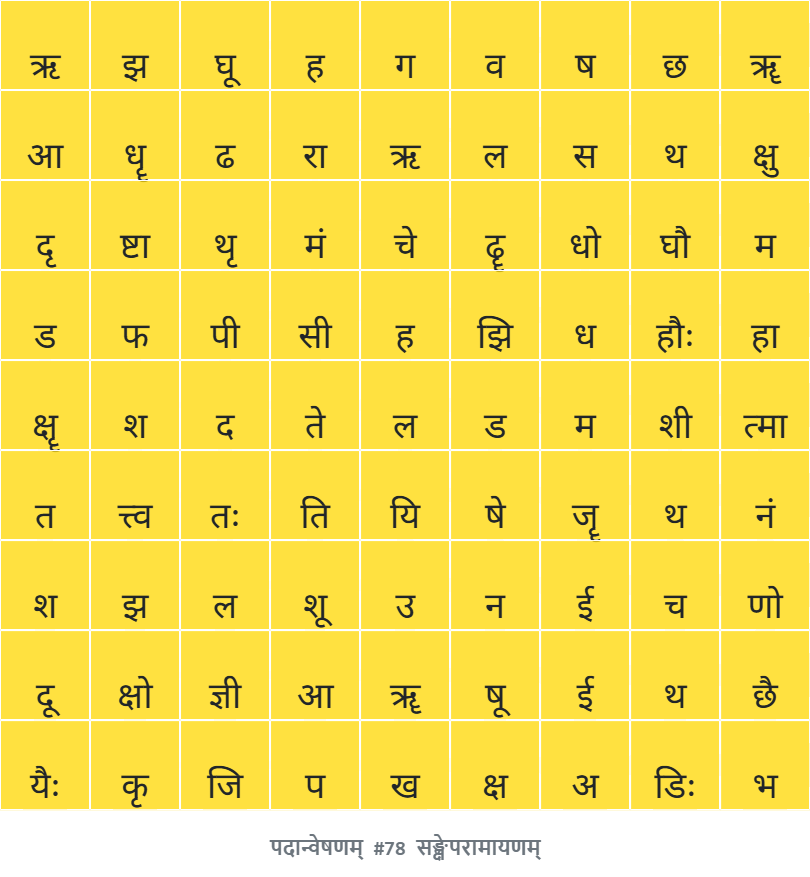 ऋ झ घू ह ग व ष छ ॠ
आ धॄ ढ रा ऋ ल स थ क्षु
दृ ष्टा थृ मं चे ढॄ धो घौ म
ड फ पी सी ह झि ध हौः हा
क्षॄ श द ते ल ड म शी त्मा
त त्त्व तः ति यि षे जॄ थ नं
श झ ल शू उ न ई च णो
दू क्षो ज्ञी आ ॠ षू ई थ छै
यैः कृ जि प ख क्ष अ डिः भ
पदान्वेषणम् #78 सङ्क्षेपरामायणम्